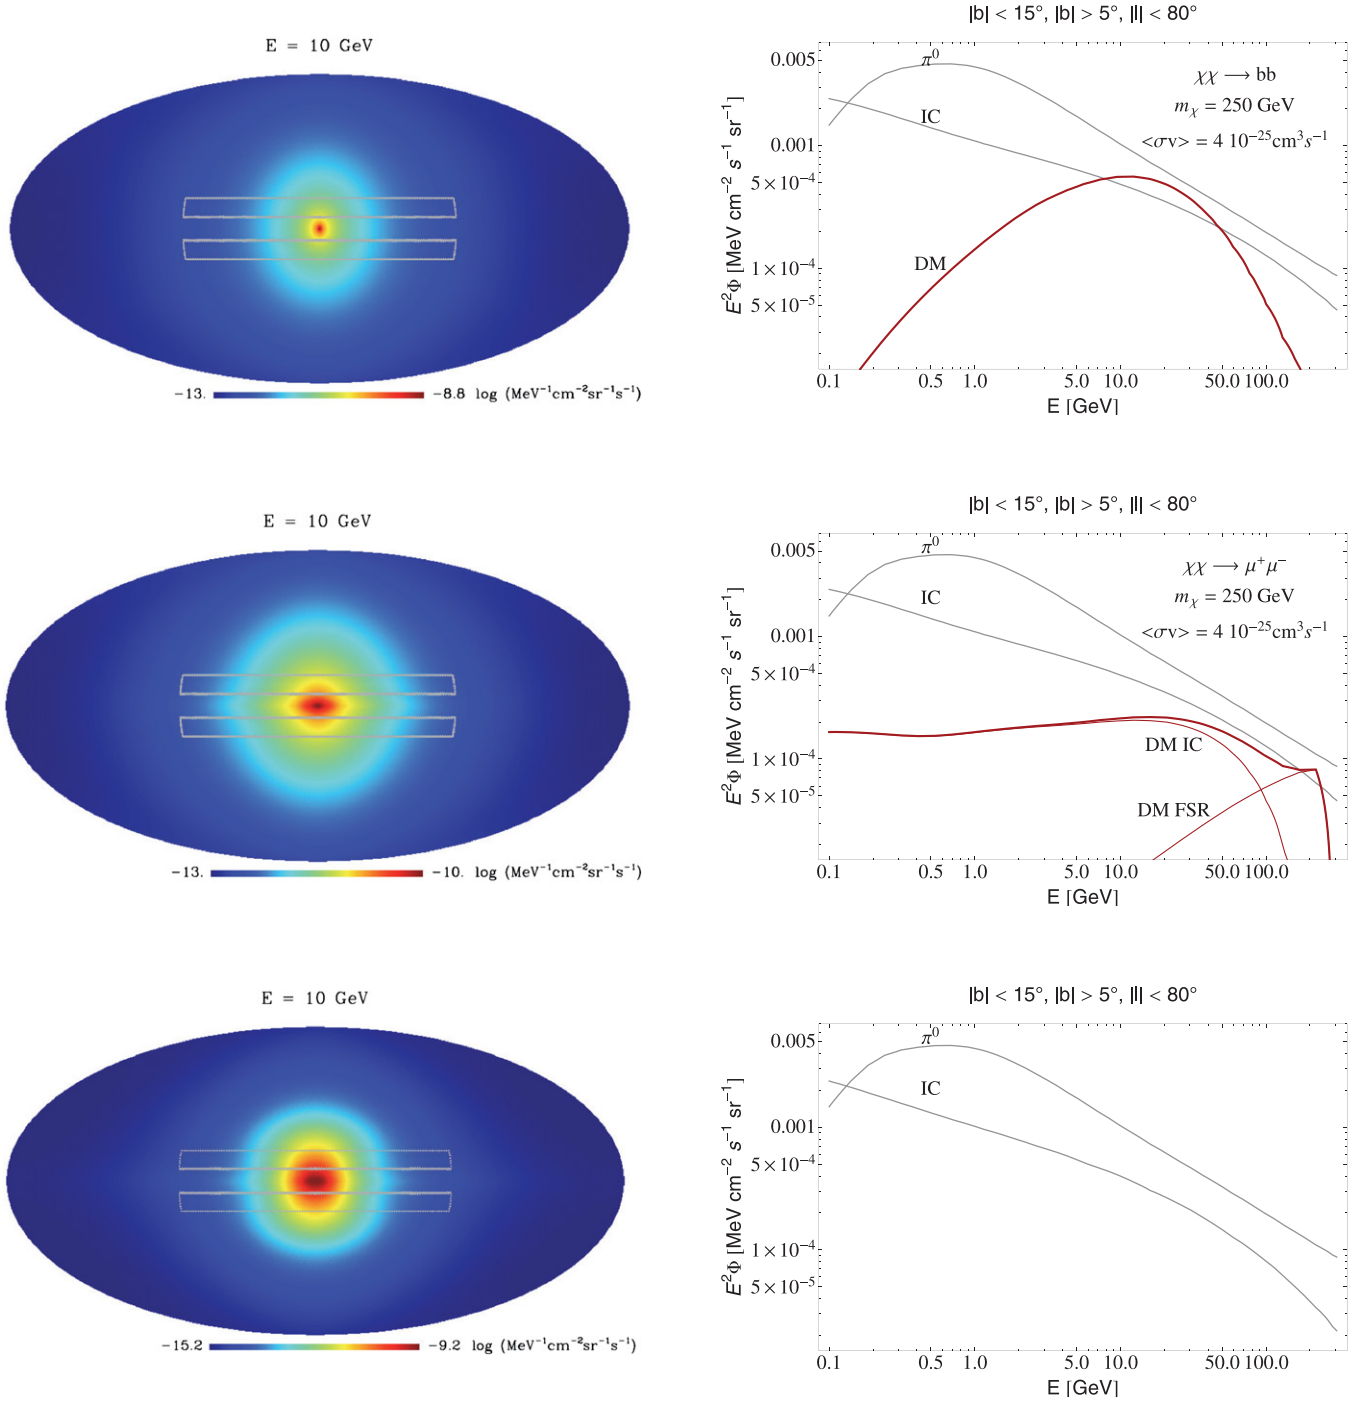 E = 10 GeV
−13. −8.8 log (MeV⁻¹cm⁻²sr⁻¹s⁻¹)
|b| < 15°, |b| > 5°, |l| < 80°
E²Φ [MeV cm⁻² s⁻¹ sr⁻¹]
0.005
0.001
5 × 10⁻⁴
1 × 10⁻⁴
5 × 10⁻⁵
π⁰
IC
DM
χχ → bb
mχ = 250 GeV
<σv> = 4 10⁻²⁵cm³s⁻¹
0.1 0.5 1.0 5.0 10.0 50.0 100.0
E [GeV]
E = 10 GeV
−13. −10. log (MeV⁻¹cm⁻²sr⁻¹s⁻¹)
|b| < 15°, |b| > 5°, |l| < 80°
E²Φ [MeV cm⁻² s⁻¹ sr⁻¹]
0.005
0.001
5 × 10⁻⁴
1 × 10⁻⁴
5 × 10⁻⁵
π⁰
IC
DM IC
DM FSR
χχ → μ⁺μ⁻
mχ = 250 GeV
<σv> = 4 10⁻²⁵cm³s⁻¹
0.1 0.5 1.0 5.0 10.0 50.0 100.0
E [GeV]
E = 10 GeV
−15.2 −9.2 log (MeV⁻¹cm⁻²sr⁻¹s⁻¹)
|b| < 15°, |b| > 5°, |l| < 80°
E²Φ [MeV cm⁻² s⁻¹ sr⁻¹]
0.005
0.001
5 × 10⁻⁴
1 × 10⁻⁴
5 × 10⁻⁵
π⁰
IC
0.1 0.5 1.0 5.0 10.0 50.0 100.0
E [GeV]